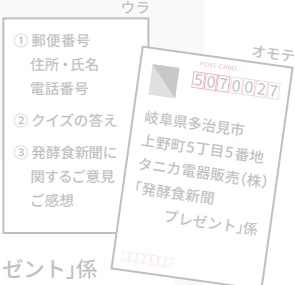 ウラ
① 郵便番号
住所・氏名
電話番号
② クイズの答え
③ 発酵食新聞に
関するご意見
ご感想
オモテ
POST CARD
5070027
岐阜県多治見市
上野町5丁目5番地
タニカ電器販売(株)
「発酵食新聞
プレゼント」係
ゼント」係